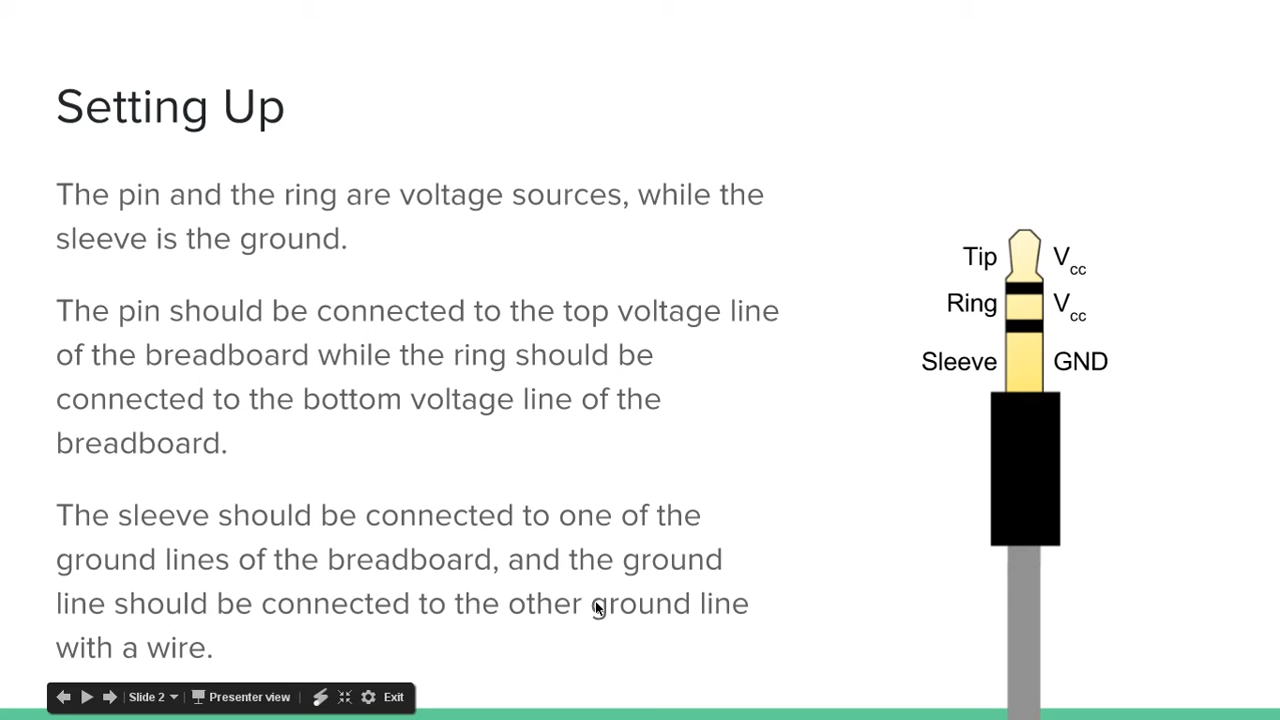 Setting Up
The pin and the ring are voltage sources, while the
sleeve is the ground.
The pin should be connected to the top voltage line
of the breadboard while the ring should be
connected to the bottom voltage line of the
breadboard.
The sleeve should be connected to one of the
ground lines of the breadboard, and the ground
line should be connected to the other ground line
with a wire.
Tip Vcc
Ring Vcc
Sleeve GND
Slide 2 Presenter view Exit